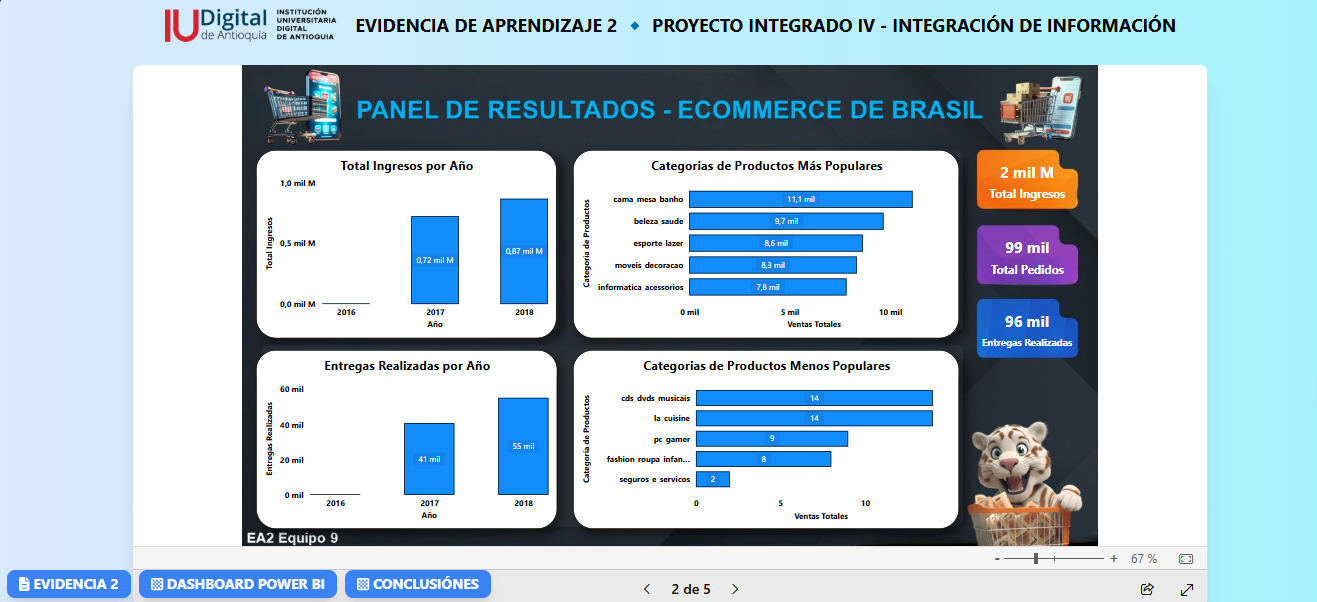 IUDigital
de Antioquia
INSTITUCIÓN
UNIVERSITARIA
DIGITAL
DE ANTIOQUIA
EVIDENCIA DE APRENDIZAJE 2 🔹 PROYECTO INTEGRADO IV - INTEGRACIÓN DE INFORMACIÓN
PANEL DE RESULTADOS - ECOMMERCE DE BRASIL
Total Ingresos por Año
Total Ingresos
1,0 mil M
0,5 mil M
0,0 mil M
0,72 mil M
0,87 mil M
2016 2017 2018
Año
Categorias de Productos Más Populares
Categoria de Productos
cama_mesa_banho 11,1 mil
beleza_saude 9,7 mil
esporte_lazer 8,6 mil
moveis_decoracao 8,3 mil
informatica_acessorios 7,8 mil
0 mil 5 mil 10 mil
Ventas Totales
2 mil M
Total Ingresos
99 mil
Total Pedidos
96 mil
Entregas Realizadas
Entregas Realizadas por Año
Entregas Realizadas
60 mil
40 mil
20 mil
0 mil
41 mil
55 mil
2016 2017 2018
Año
Categorias de Productos Menos Populares
Categoria de Productos
cds_dvds_musicais 14
la_cuisine 14
pc_gamer 9
fashion_roupa_infan... 8
seguros_e_servicos 2
0 5 10
Ventas Totales
EA2 Equipo 9
- + 67 %
EVIDENCIA 2
DASHBOARD POWER BI
CONCLUSIÓNES
2 de 5